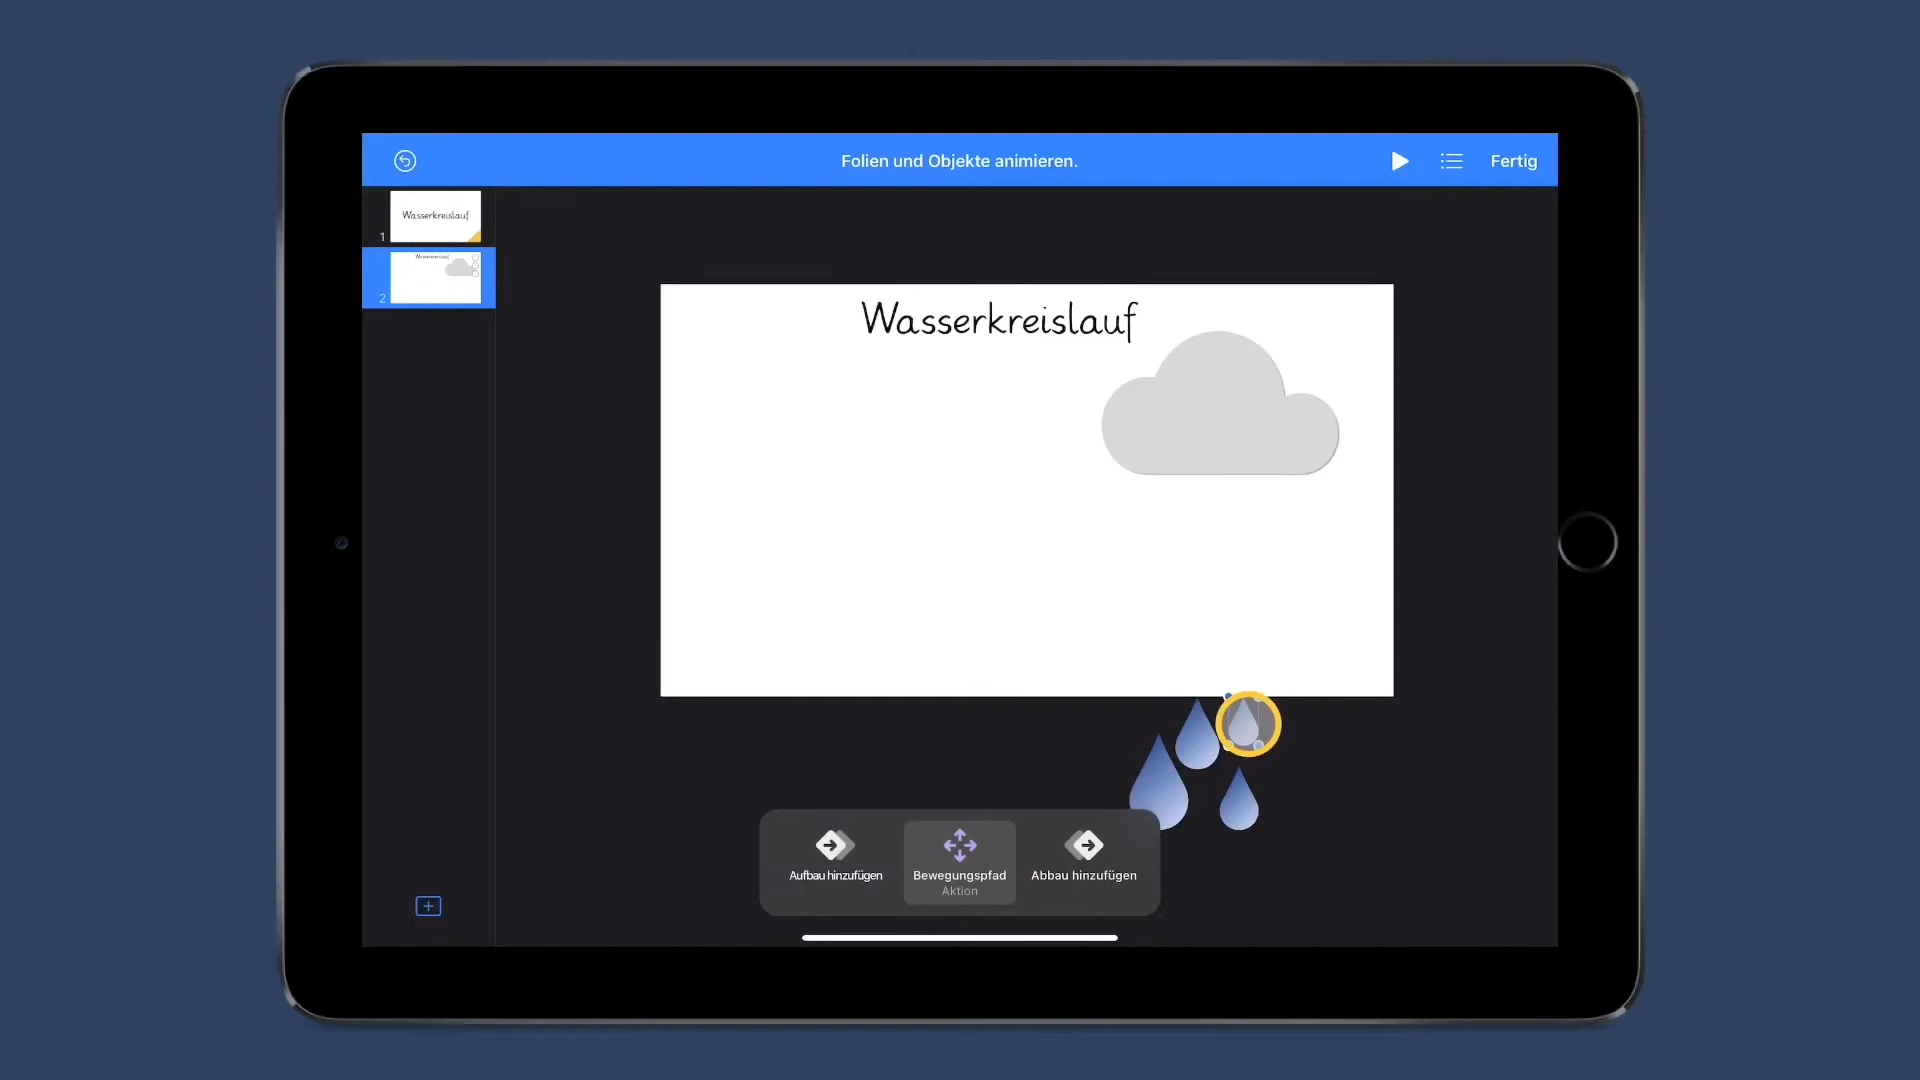 Folien und Objekte animieren.
Fertig
Wasserkreislauf
1
2
Wasserkreislauf
Aufbau hinzufügen
Bewegungspfad
Aktion
Abbau hinzufügen